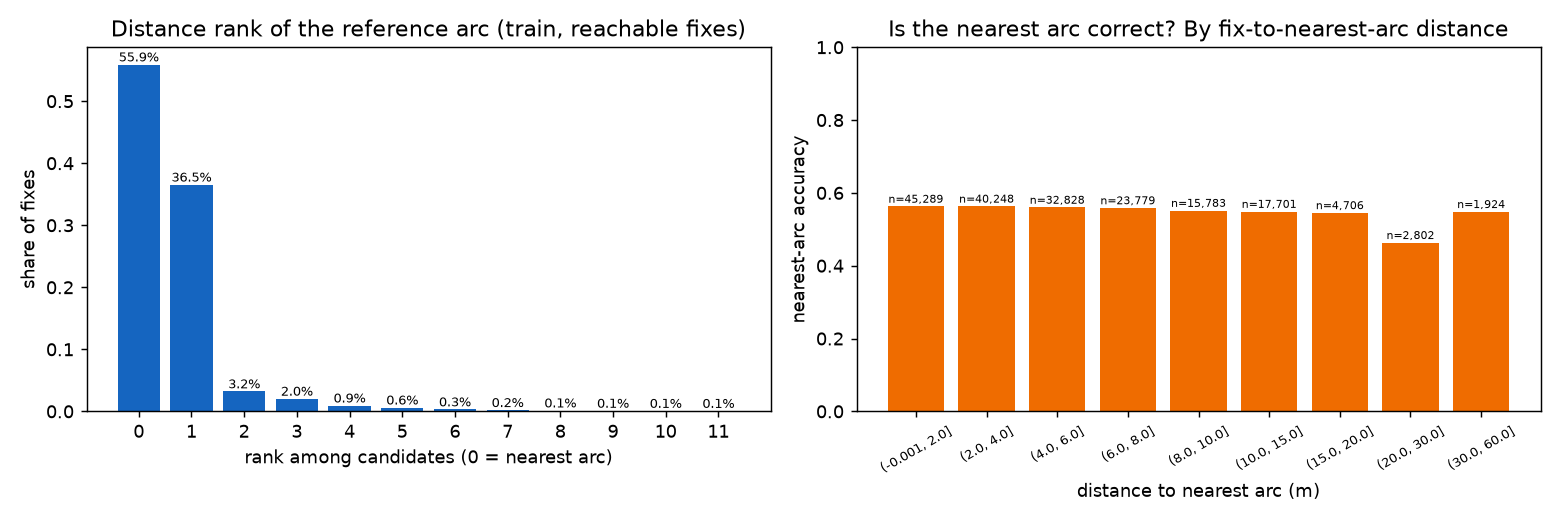 Distance rank of the reference arc (train, reachable fixes)
share of fixes
0.5
0.4
0.3
0.2
0.1
0.0
55.9%
36.5%
3.2%
2.0%
0.9%
0.6%
0.3%
0.2%
0.1%
0.1%
0.1%
0.1%
0 1 2 3 4 5 6 7 8 9 10 11
rank among candidates (0 = nearest arc)
Is the nearest arc correct? By fix-to-nearest-arc distance
nearest-arc accuracy
1.0
0.8
0.6
0.4
0.2
0.0
n=45,289
n=40,248
n=32,828
n=23,779
n=15,783
n=17,701
n=4,706
n=2,802
n=1,924
(-0.001, 2.0]
(2.0, 4.0]
(4.0, 6.0]
(6.0, 8.0]
(8.0, 10.0]
(10.0, 15.0]
(15.0, 20.0]
(20.0, 30.0]
(30.0, 60.0]
distance to nearest arc (m)